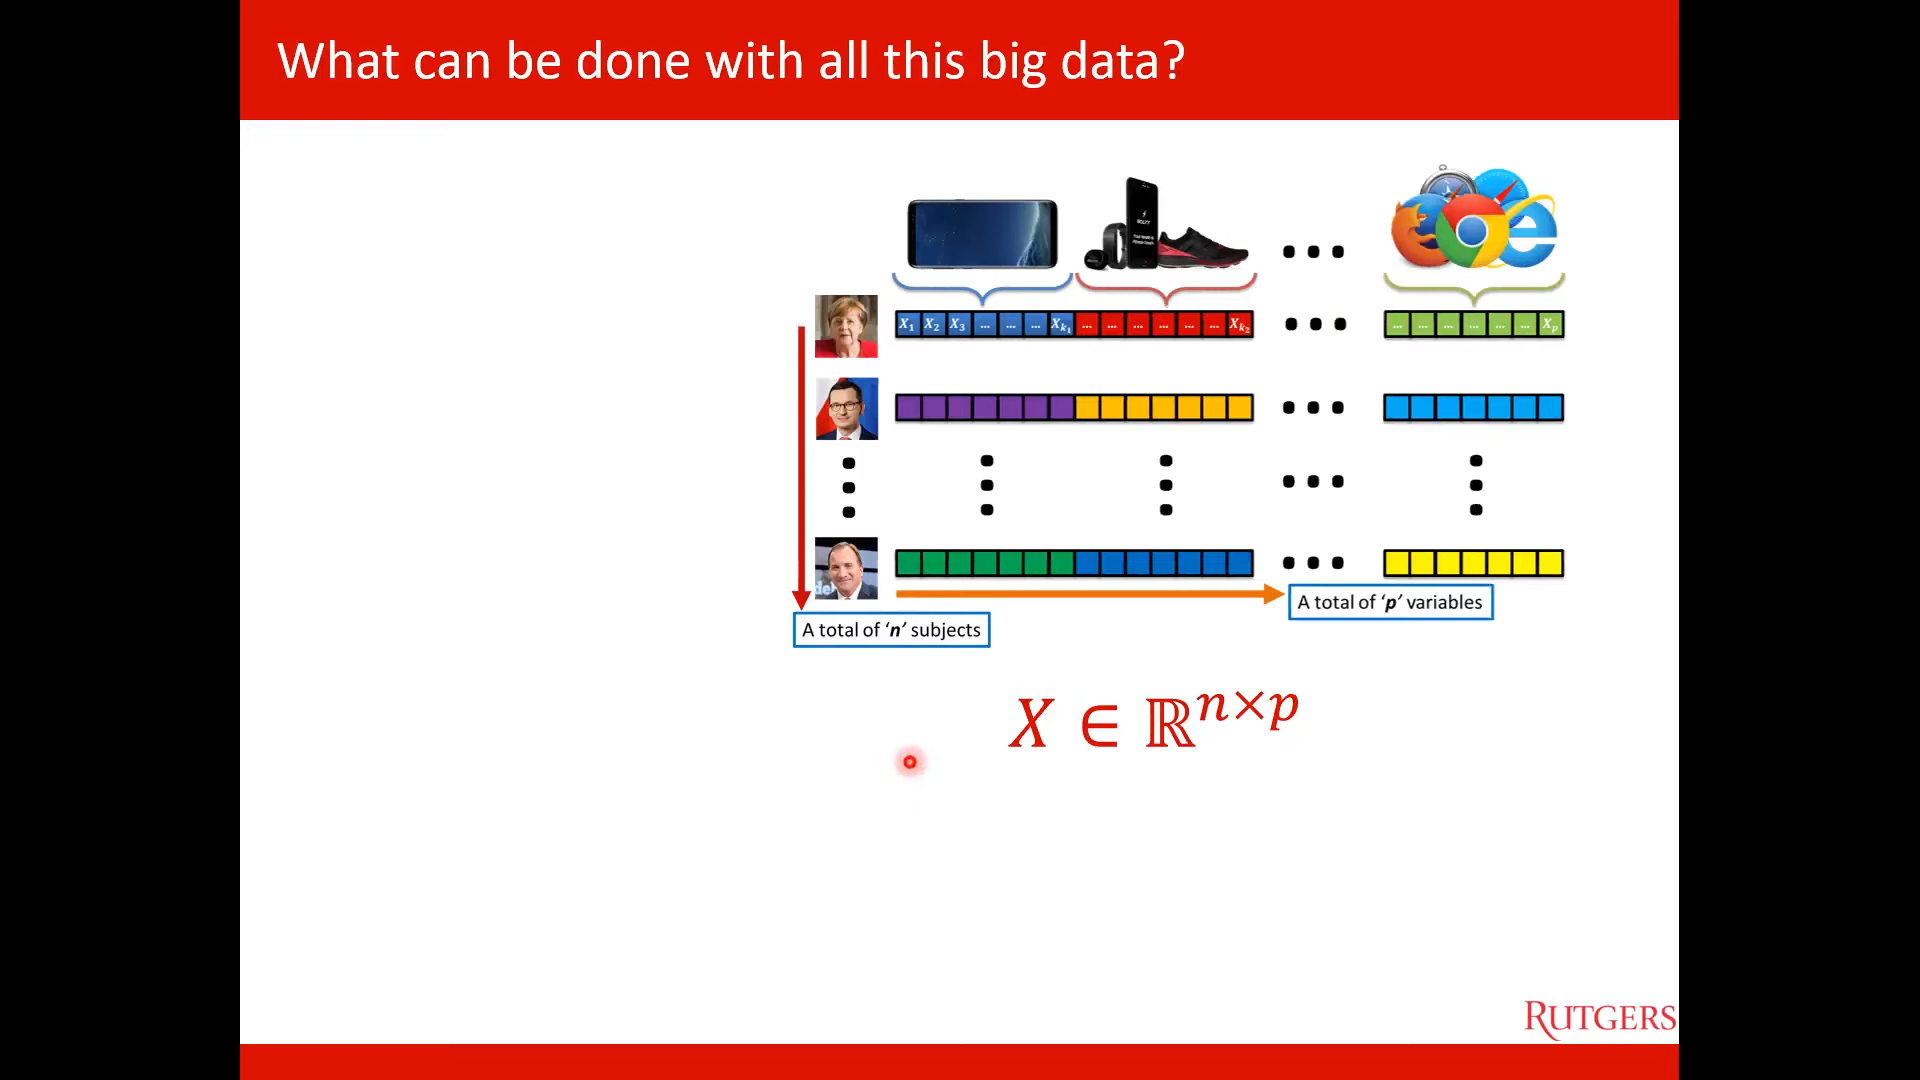 What can be done with all this big data?
X₁ X₂ X₃ ... ... ... Xₖ₁ ... ... ... ... ... ... Xₖ₂ ... ... ... ... ... ... Xₚ
A total of ‘p’ variables
A total of ‘n’ subjects
X ∈ ℝⁿˣᵖ
RUTGERS